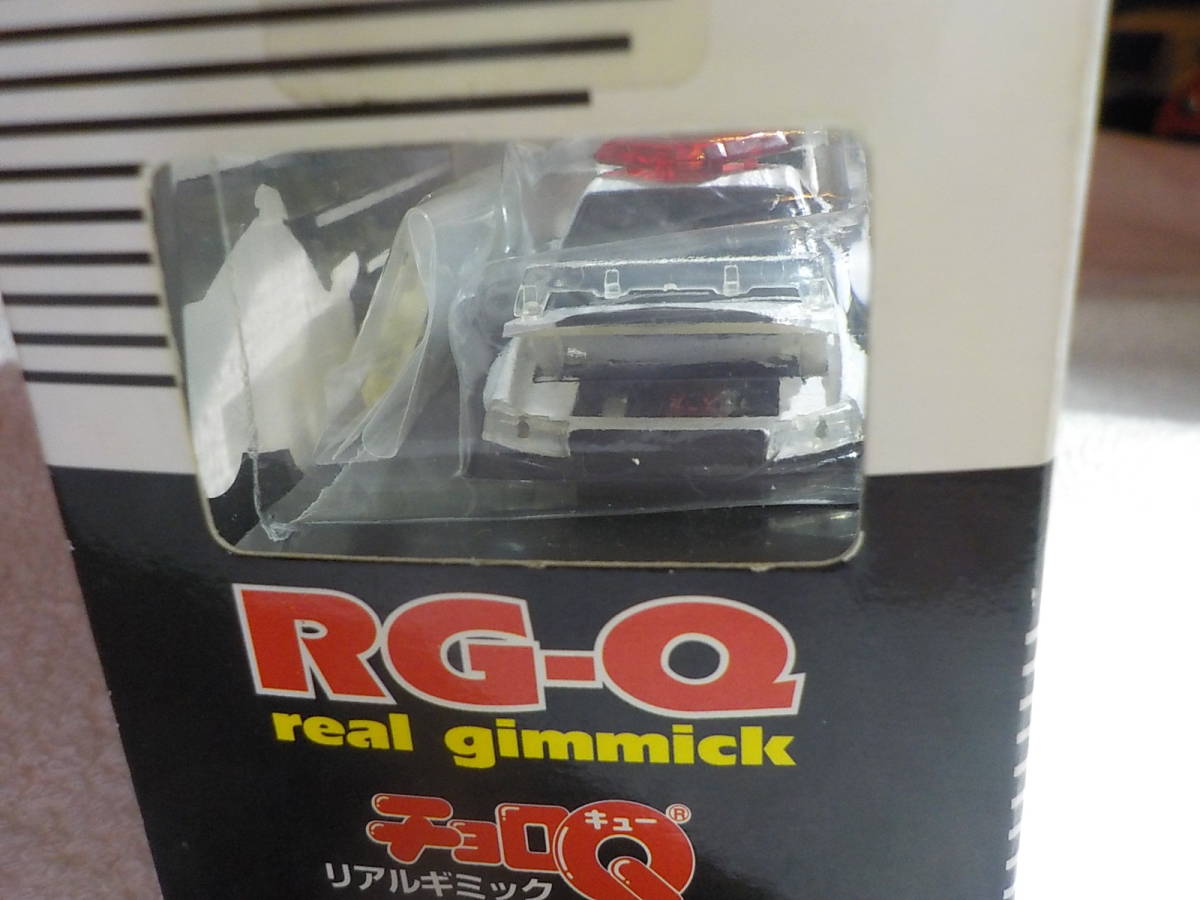 RG-Q
real gimmick
チョロQ®
キュー
リアルギミック